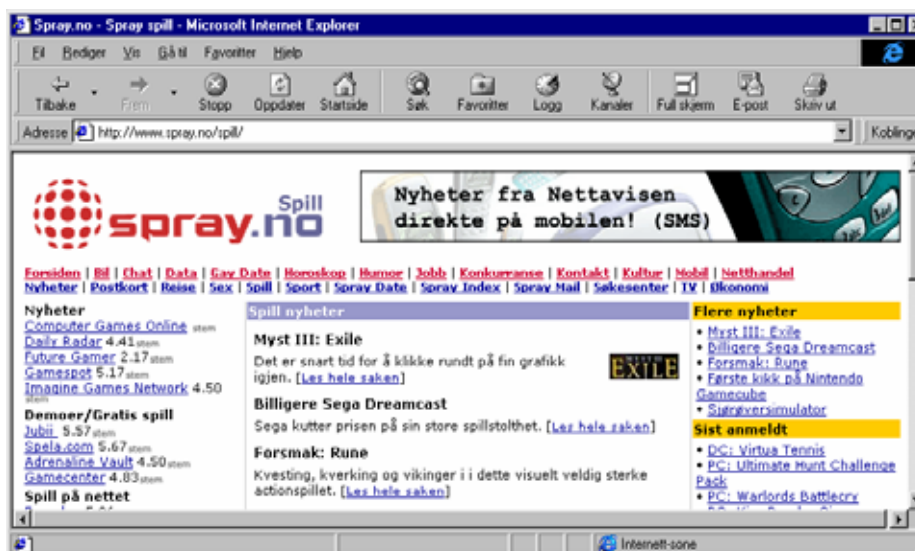 Spray.no - Spray spill - Microsoft Internet Explorer
Fil Rediger Vis Gå til Favoritter Hjelp
Tilbake Frem Stopp Oppdater Startside Søk Favoritter Logg Kanaler Full skjerm E-post Skriv ut
Adresse http://www.spray.no/spill/ Koblinge
Spill
spray.no
Nyheter fra Nettavisen
direkte på mobilen! (SMS)
Forsiden | Bil | Chat | Data | Gay Date | Horoskop | Humor | Jobb | Konkurranse | Kontakt | Kultur | Mobil | Netthandel
Nyheter | Postkort | Reise | Sex | Spill | Sport | Spray Date | Spray Index | Spray Mail | Søkesenter | TV | Økonomi
Nyheter
Computer Games Online stem
Daily Radar 4.41 stem
Future Gamer 2.17 stem
Gamespot 5.17 stem
Imagine Games Network 4.50
stem
Demoer/Gratis spill
Jubii 5.57 stem
Spela.com 5.67 stem
Adrenaline Vault 4.50 stem
Gamecenter 4.83 stem
Spill på nettet
Spill nyheter
Myst III: Exile
Det er snart tid for å klikke rundt på fin grafikk
igjen. [Les hele saken]
EXILE
Billigere Sega Dreamcast
Sega kutter prisen på sin store spillstolthet. [Les hele saken]
Forsmak: Rune
Kvesting, kverking og vikinger i i dette visuelt veldig sterke
actionspillet. [Les hele saken]
Flere nyheter
• Myst III: Exile
• Billigere Sega Dreamcast
• Forsmak: Rune
• Første kikk på Nintendo
Gamecube
• Sjørøversimulator
Sist anmeldt
• PC: Virtua Tennis
• PC: Ultimate Hunt Challenge
Pack
• PC: Warlords Battlecry
Internett-sone